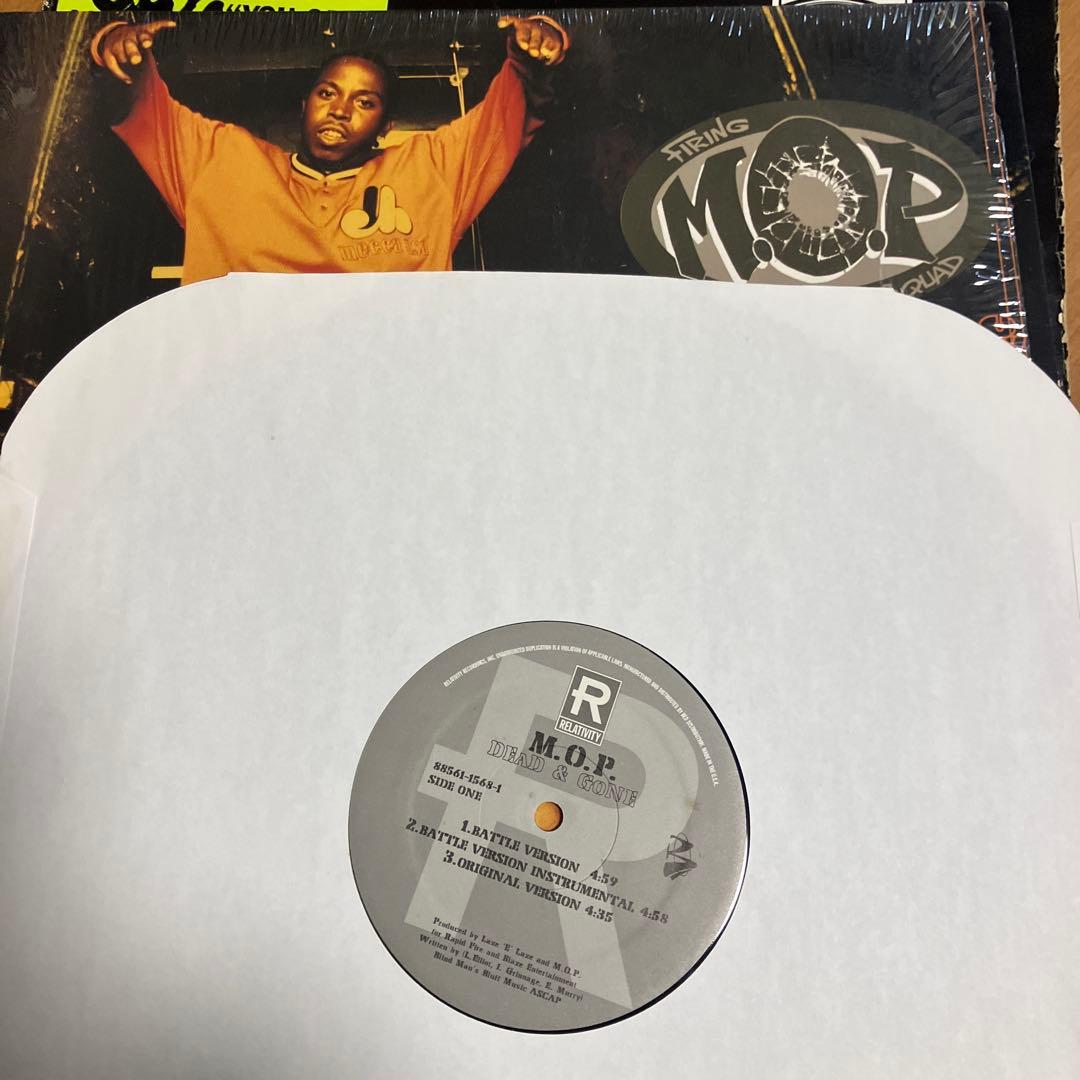 "YOU
FIRING
M.O.P
QUAD
RELATIVITY RECORDINGS, INC. UNAUTHORIZED DUPLICATION IS A VIOLATION OF APPLICABLE LAWS. MANUFACTURED AND DISTRIBUTED BY RED DISTRIBUTION. MADE IN THE U.S.A.
R
RELATIVITY
M.O.P.
DEAD & GONE
88561-1568-1
SIDE ONE
1.BATTLE VERSION 4:59
2.BATTLE VERSION INSTRUMENTAL 4:58
3.ORIGINAL VERSION 4:35
Produced by Laze 'E' Laze and M.O.P.
for Rapid Fire and Blaze Entertainment
Written by (L. Elliot, J. Grinnage, E. Murry)
Blind Man's Bluff Music ASCAP